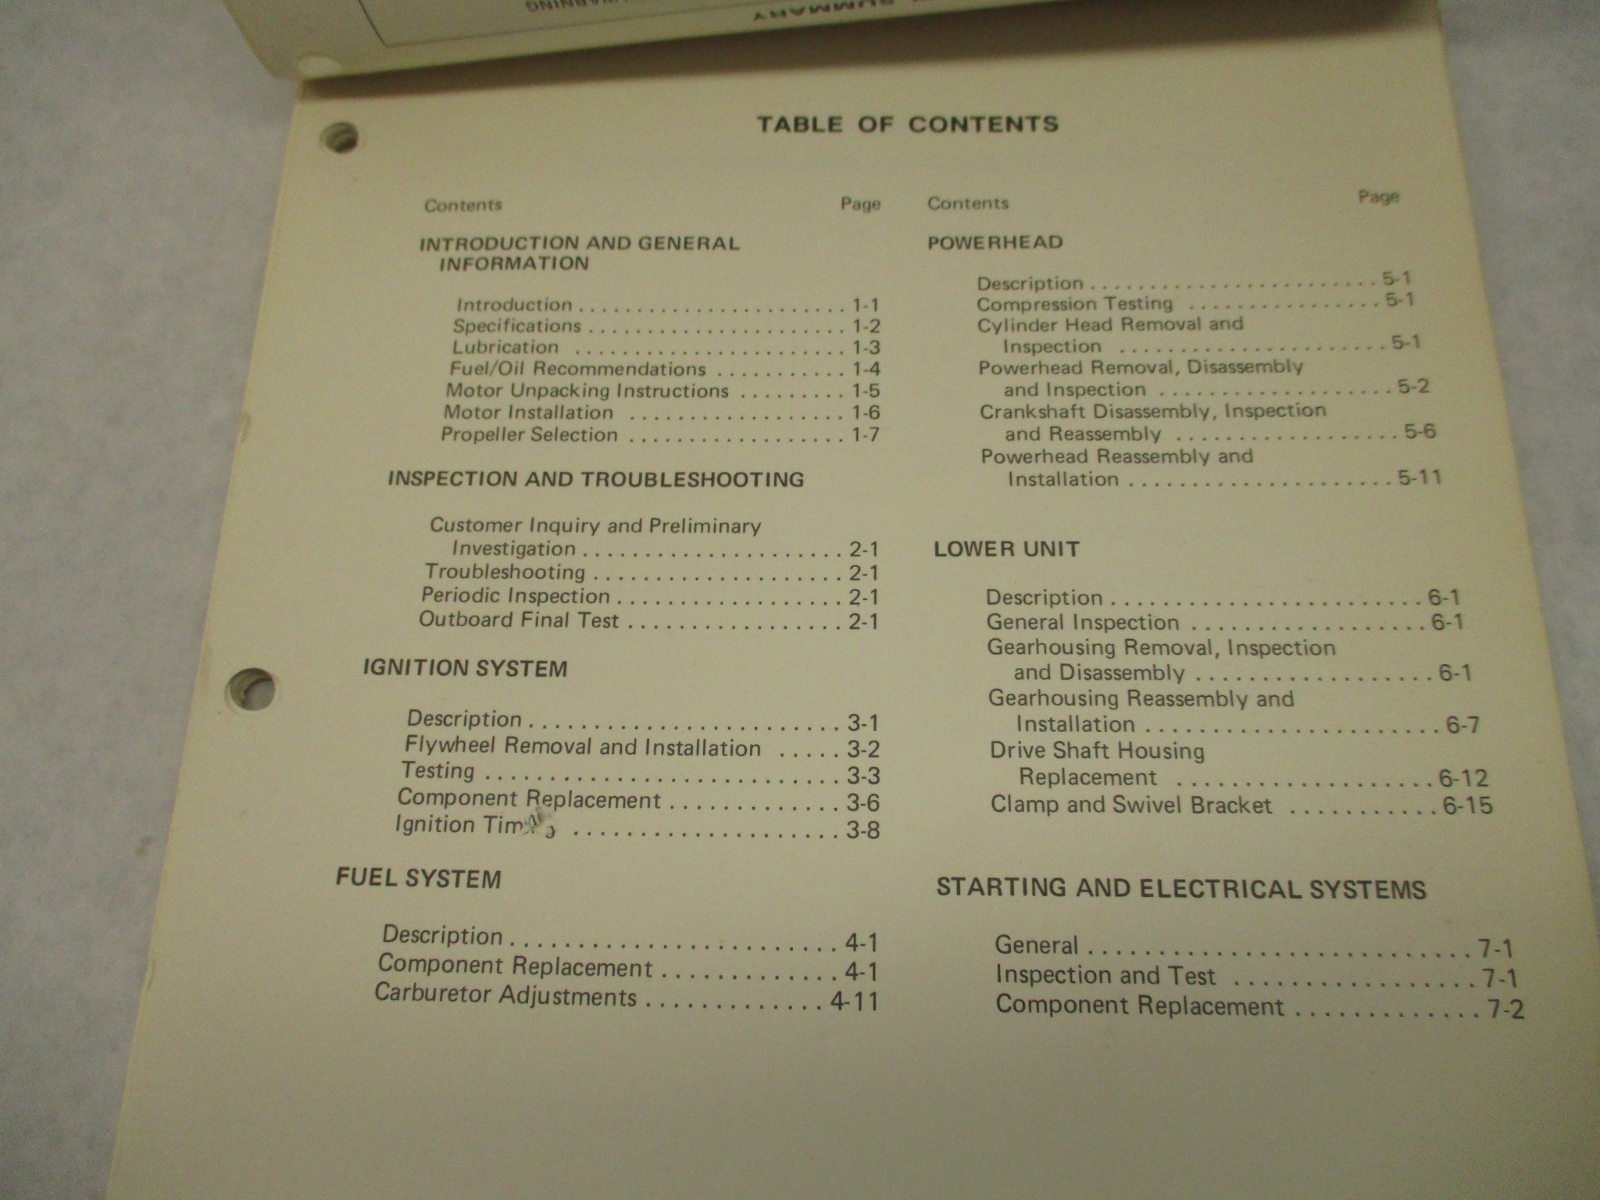 WARNING
SUMMARY
TABLE OF CONTENTS
Contents Page
INTRODUCTION AND GENERAL
INFORMATION
Introduction ........................ 1-1
Specifications ....................... 1-2
Lubrication ........................ 1-3
Fuel/Oil Recommendations ........... 1-4
Motor Unpacking Instructions ......... 1-5
Motor Installation ................... 1-6
Propeller Selection .................. 1-7
INSPECTION AND TROUBLESHOOTING
Customer Inquiry and Preliminary
Investigation ..................... 2-1
Troubleshooting .................... 2-1
Periodic Inspection .................. 2-1
Outboard Final Test ................. 2-1
IGNITION SYSTEM
Description ........................ 3-1
Flywheel Removal and Installation ..... 3-2
Testing ............................ 3-3
Component Replacement ............. 3-6
Ignition ..................... 3-8
FUEL SYSTEM
Description ........................ 4-1
Component Replacement ............. 4-1
Carburetor Adjustments ............. 4-11
Contents Page
POWERHEAD
Description ....................... 5-1
Compression Testing ............... 5-1
Cylinder Head Removal and
Inspection ...................... 5-1
Powerhead Removal, Disassembly
and Inspection ................... 5-2
Crankshaft Disassembly, Inspection
and Reassembly .................. 5-6
Powerhead Reassembly and
Installation ..................... 5-11
LOWER UNIT
Description ........................ 6-1
General Inspection .................. 6-1
Gearhousing Removal, Inspection
and Disassembly .................. 6-1
Gearhousing Reassembly and
Installation ....................... 6-7
Drive Shaft Housing
Replacement .................... 6-12
Clamp and Swivel Bracket ........... 6-15
STARTING AND ELECTRICAL SYSTEMS
General ............................ 7-1
Inspection and Test ................. 7-1
Component Replacement ............. 7-2